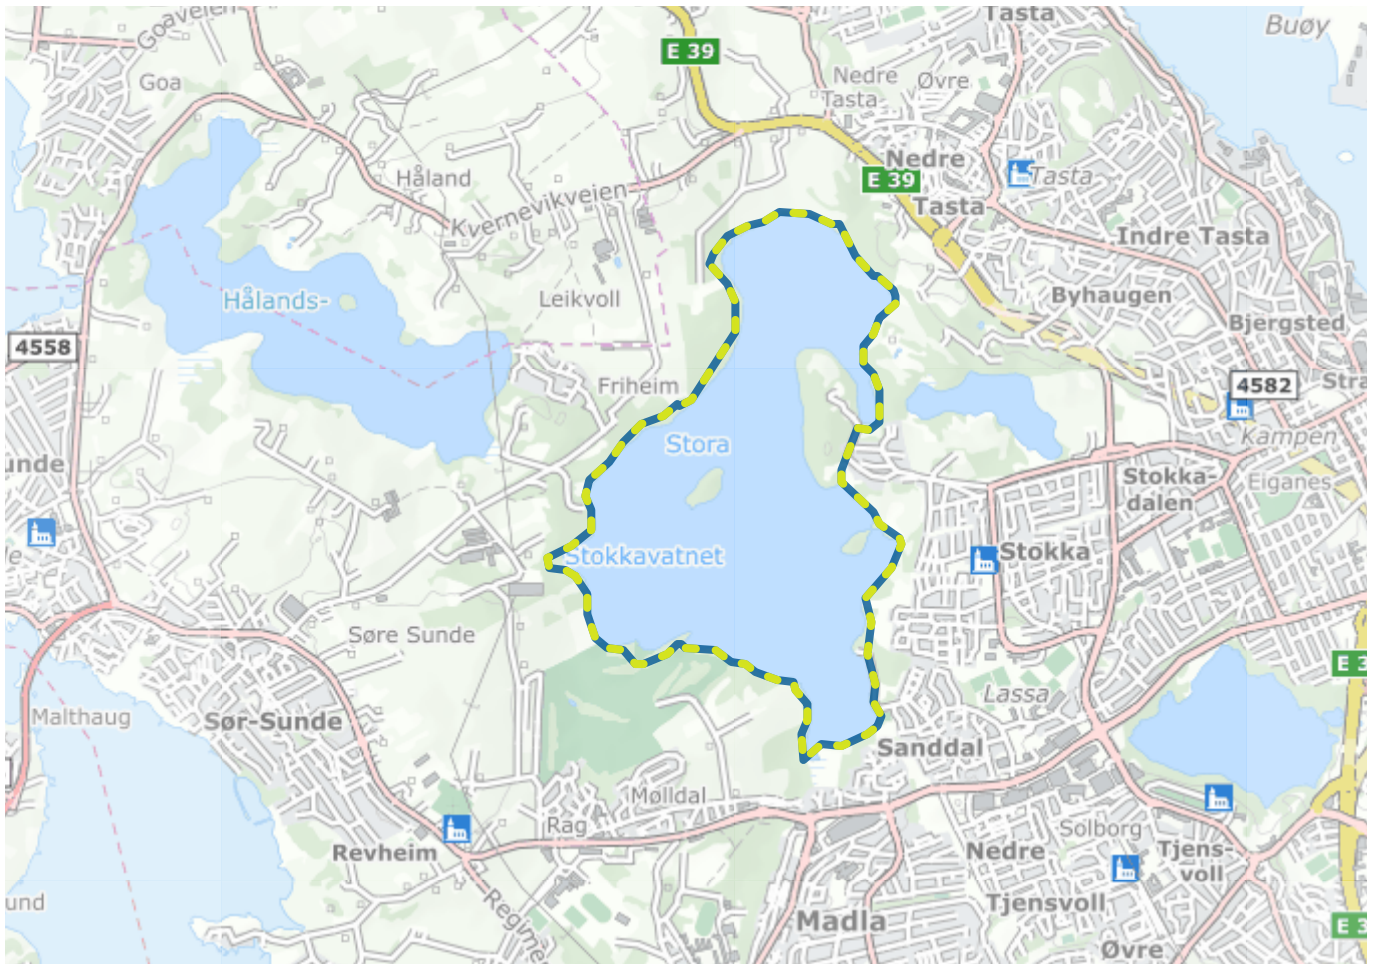 Goaveien
Tasta
Buøy
E 39
Goa
Nedre
Tasta
Øvre
Nedre
Tasta
E 39
Tasta
Håland
Kvernevikveien
Indre Tasta
Hålands-
Leikvoll
Byhaugen
Bjergsted
4558
Friheim
4582
Stra
Stora
Kampen
unde
Stokka-
dalen
Eiganes
Stokkavatnet
Stokka
Søre Sunde
E 3
Malthaug
Sør-Sunde
Lassa
Sanddal
Mølldal
Rag
Solborg
Revheim
Nedre
Tjensvoll
Tjens-
voll
und
Regime
Madla
Øvre
E 3